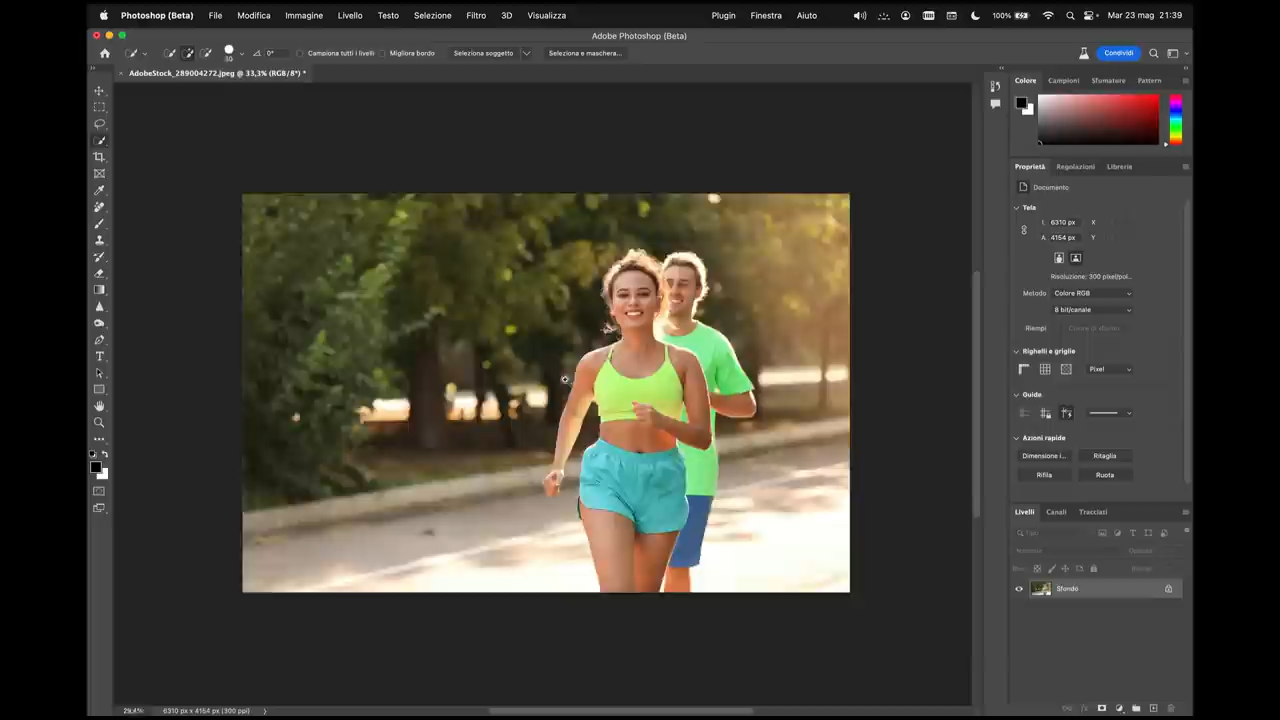 Photoshop (Beta) File Modifica Immagine Livello Testo Selezione Filtro 3D Visualizza Plugin Finestra Aiuto 100% Mar 23 mag 21:39
Adobe Photoshop (Beta)
30 0° Campiona tutti i livelli Migliora bordo Seleziona soggetto Seleziona e maschera... Condividi
AdobeStock_289004272.jpeg @ 33,3% (RGB/8*) *
Colore Campioni Sfumatore Pattern
Proprietà Regolazioni Librerie
Documento
Tela
L 6310 px X
A 4154 px Y
Risoluzione: 300 pixel/pol...
Metodo Colore RGB
8 bit/canale
Riempi Colore di sfondo
Righelli e griglie
Pixel
Guide
Azioni rapide
Dimensione i... Ritaglia
Rifila Ruota
Livelli Canali Tracciati
Sfondo
6310 px x 4154 px (300 ppi)